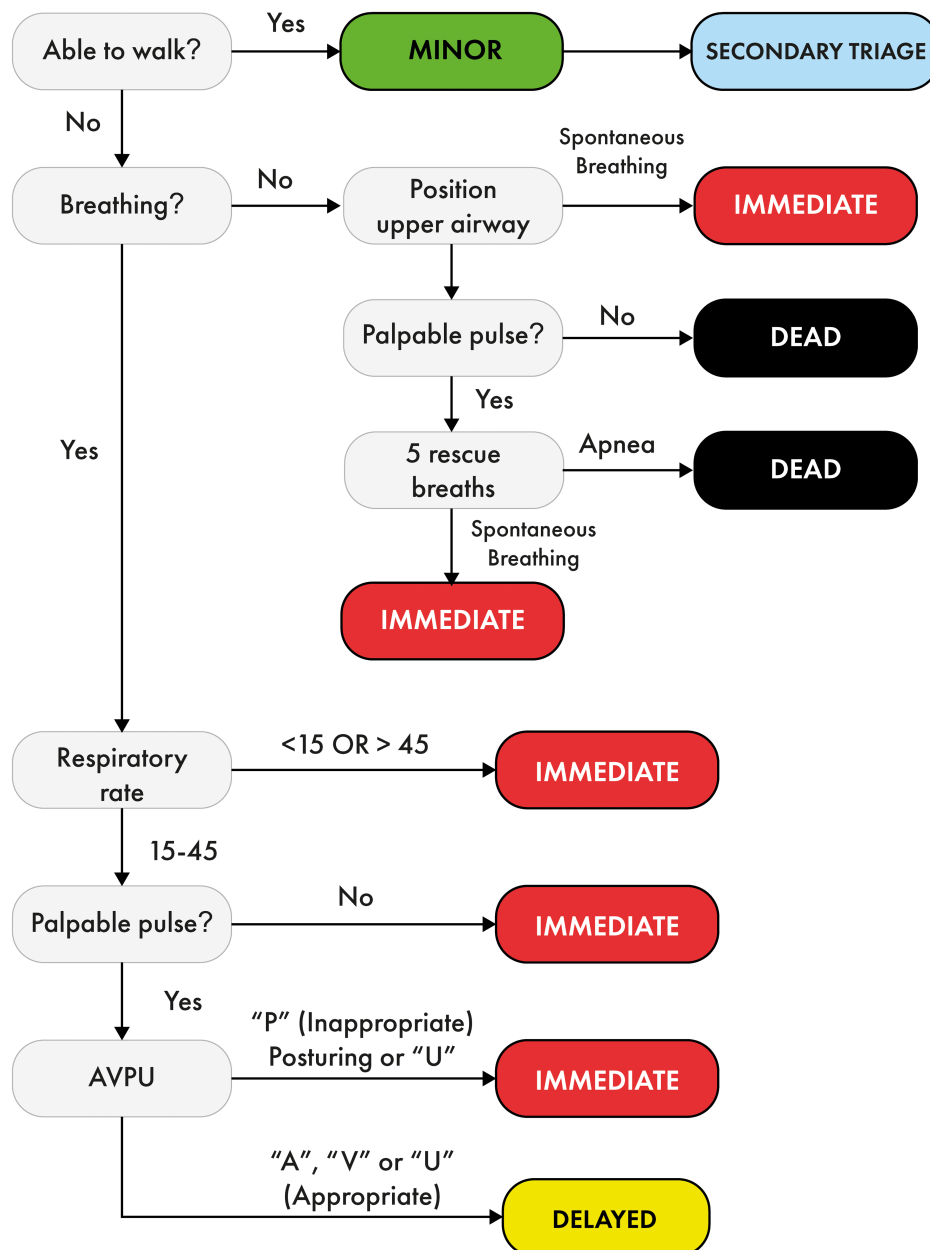 Able to walk?
Yes
MINOR
SECONDARY TRIAGE
No
Breathing?
No
Position
upper airway
Spontaneous
Breathing
IMMEDIATE
Palpable pulse?
No
DEAD
Yes
Yes
5 rescue
breaths
Apnea
DEAD
Spontaneous
Breathing
IMMEDIATE
Respiratory
rate
<15 OR > 45
IMMEDIATE
15-45
Palpable pulse?
No
IMMEDIATE
Yes
AVPU
“P” (Inappropriate)
Posturing or “U”
IMMEDIATE
“A”, “V” or “U”
(Appropriate)
DELAYED